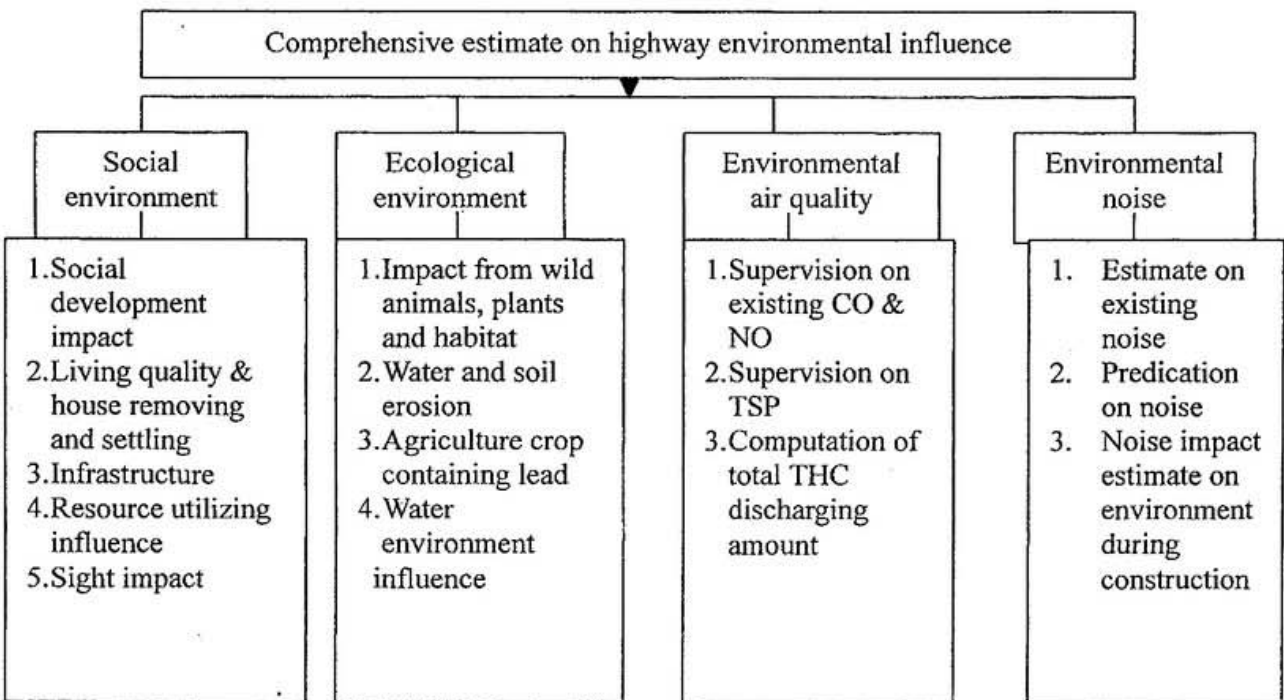 Comprehensive estimate on highway environmental influence
Social
environment
1.Social
development
impact
2.Living quality &
house removing
and settling
3.Infrastructure
4.Resource utilizing
influence
5.Sight impact
Ecological
environment
1.Impact from wild
animals, plants
and habitat
2.Water and soil
erosion
3.Agriculture crop
containing lead
4.Water
environment
influence
Environmental
air quality
1.Supervision on
existing CO &
NO
2.Supervision on
TSP
3.Computation of
total THC
discharging
amount
Environmental
noise
1. Estimate on
existing
noise
2. Predication
on noise
3. Noise impact
estimate on
environment
during
construction